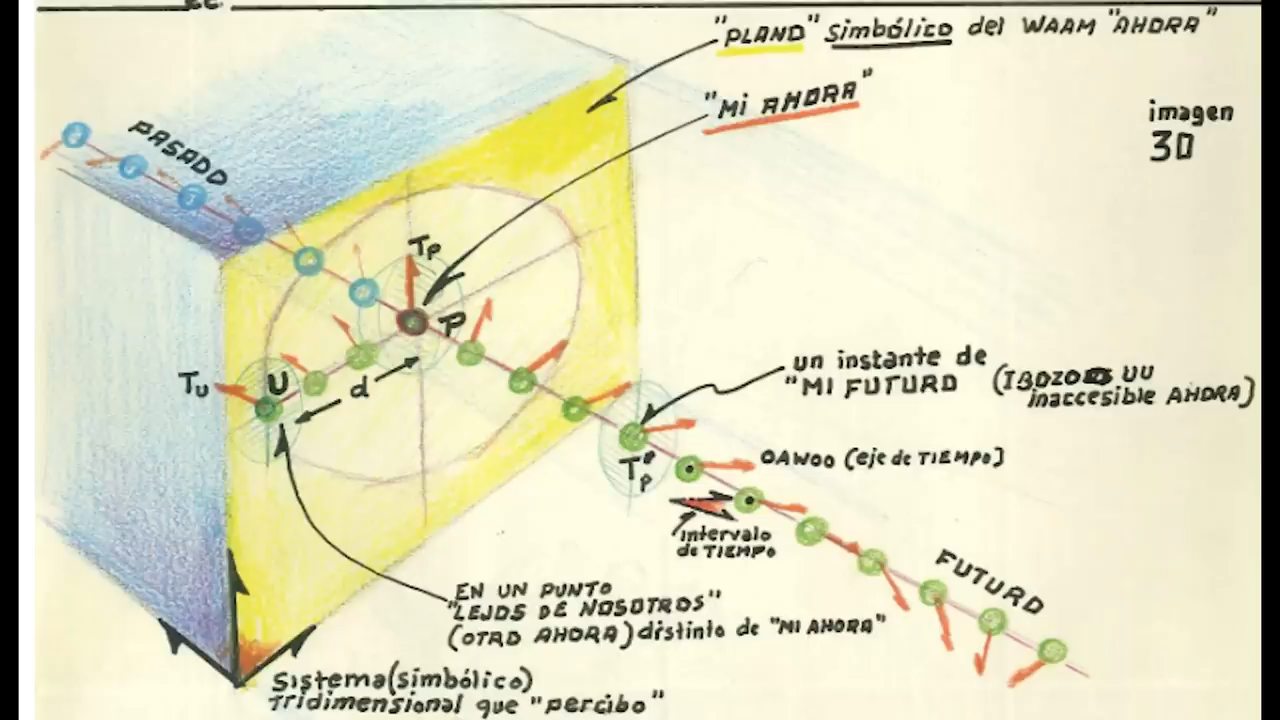 "PLANO" simbólico del WAAM "AHORA"
"Mi AHORA"
imagen
30
PASADO
Tp
P
Tu
U
d
un instante de
"MI FUTURO (IBOZOO UU
inaccesible AHORA)
T"p
OAWOO (eje de TIEMPO)
intervalo
de TIEMPO
FUTURO
EN UN PUNTO
"LEJOS DE NOSOTROS"
(OTRO AHORA) distinto de "MI AHORA"
Sistema (simbólico)
Tridimensional que "percibo"